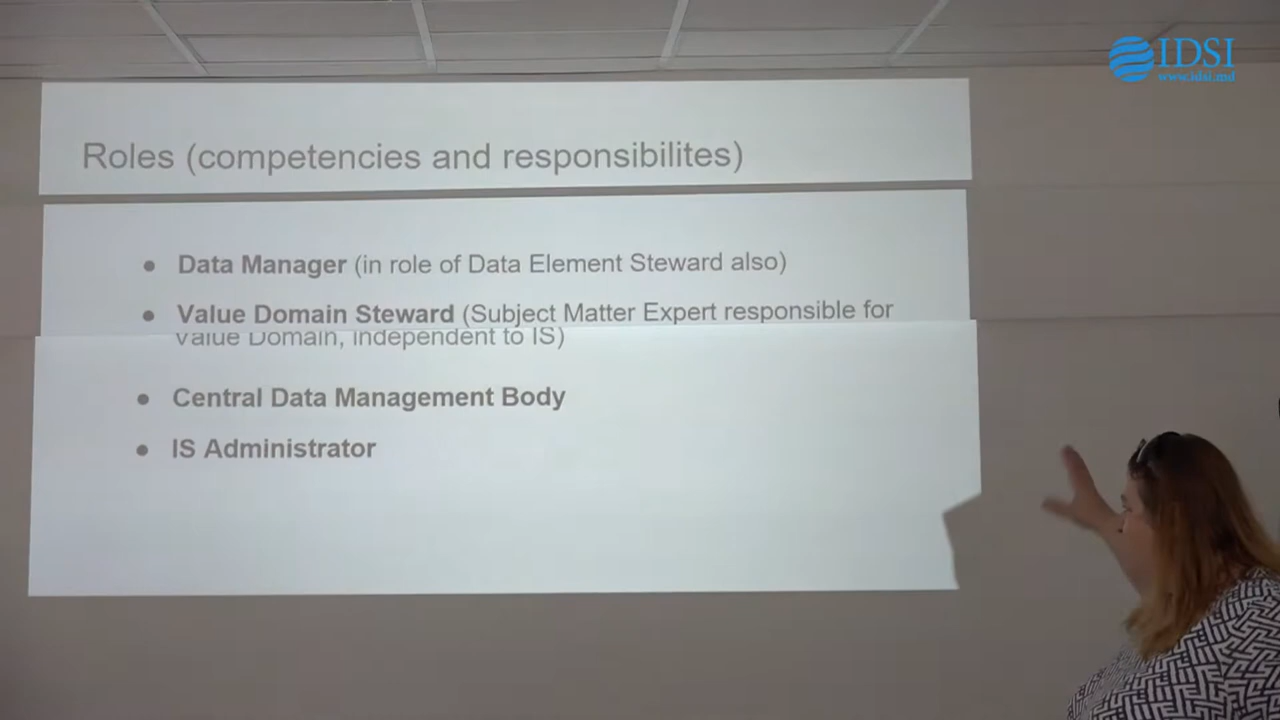 IDSI
www.idsi.md
Roles (competencies and responsibilites)
● Data Manager (in role of Data Element Steward also)
● Value Domain Steward (Subject Matter Expert responsible for
Value Domain, independent to IS)
● Central Data Management Body
● IS Administrator